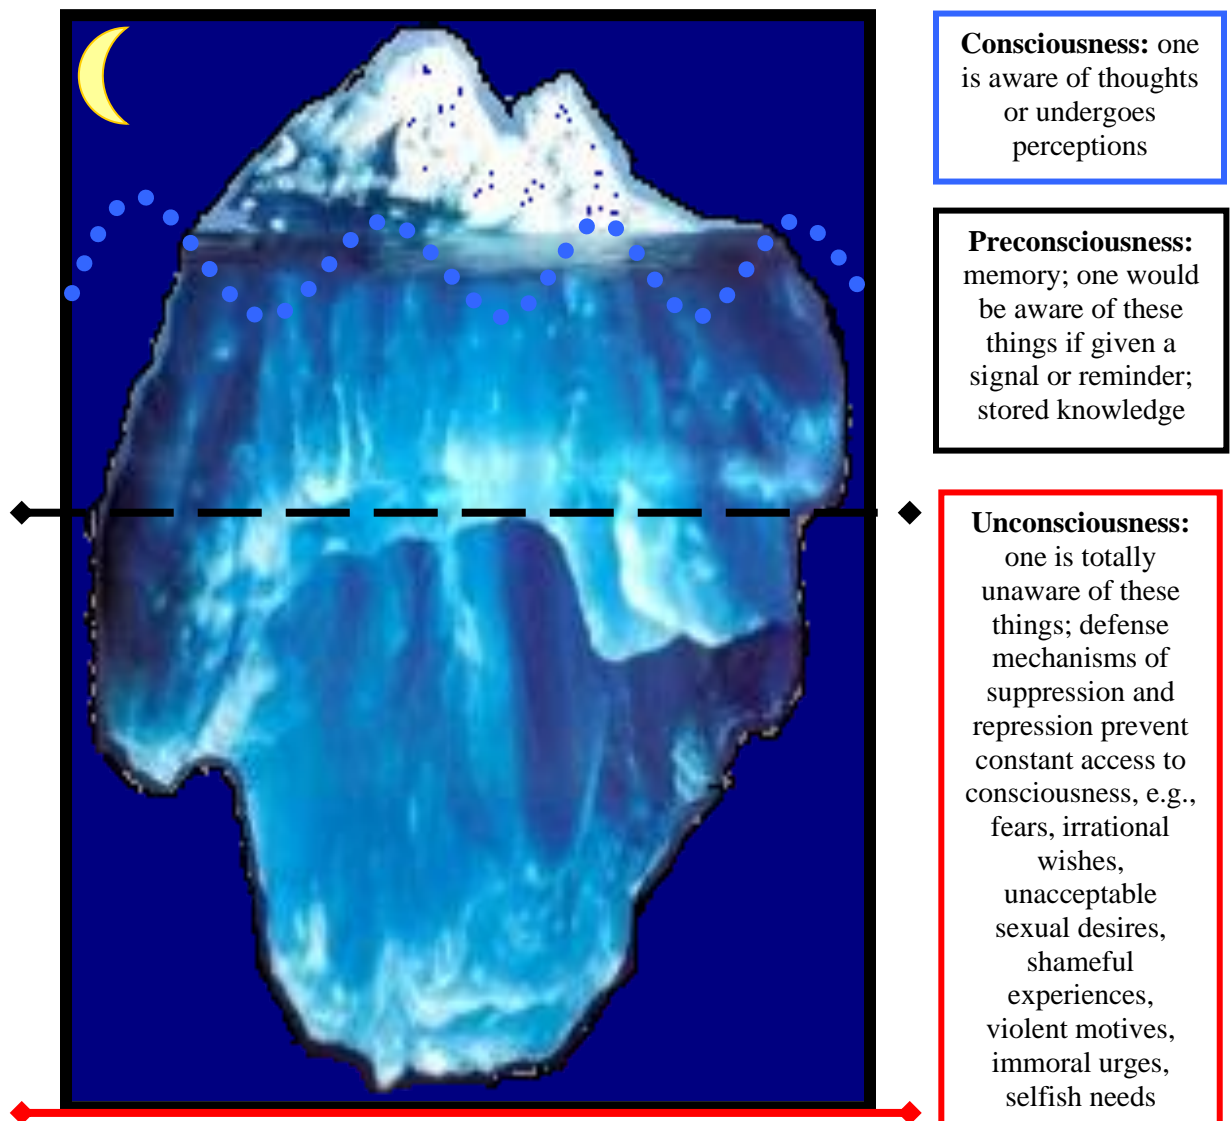 Consciousness: one
is aware of thoughts
or undergoes
perceptions
Preconsciousness:
memory; one would
be aware of these
things if given a
signal or reminder;
stored knowledge
Unconsciousness:
one is totally
unaware of these
things; defense
mechanisms of
suppression and
repression prevent
constant access to
consciousness, e.g.,
fears, irrational
wishes,
unacceptable
sexual desires,
shameful
experiences,
violent motives,
immoral urges,
selfish needs